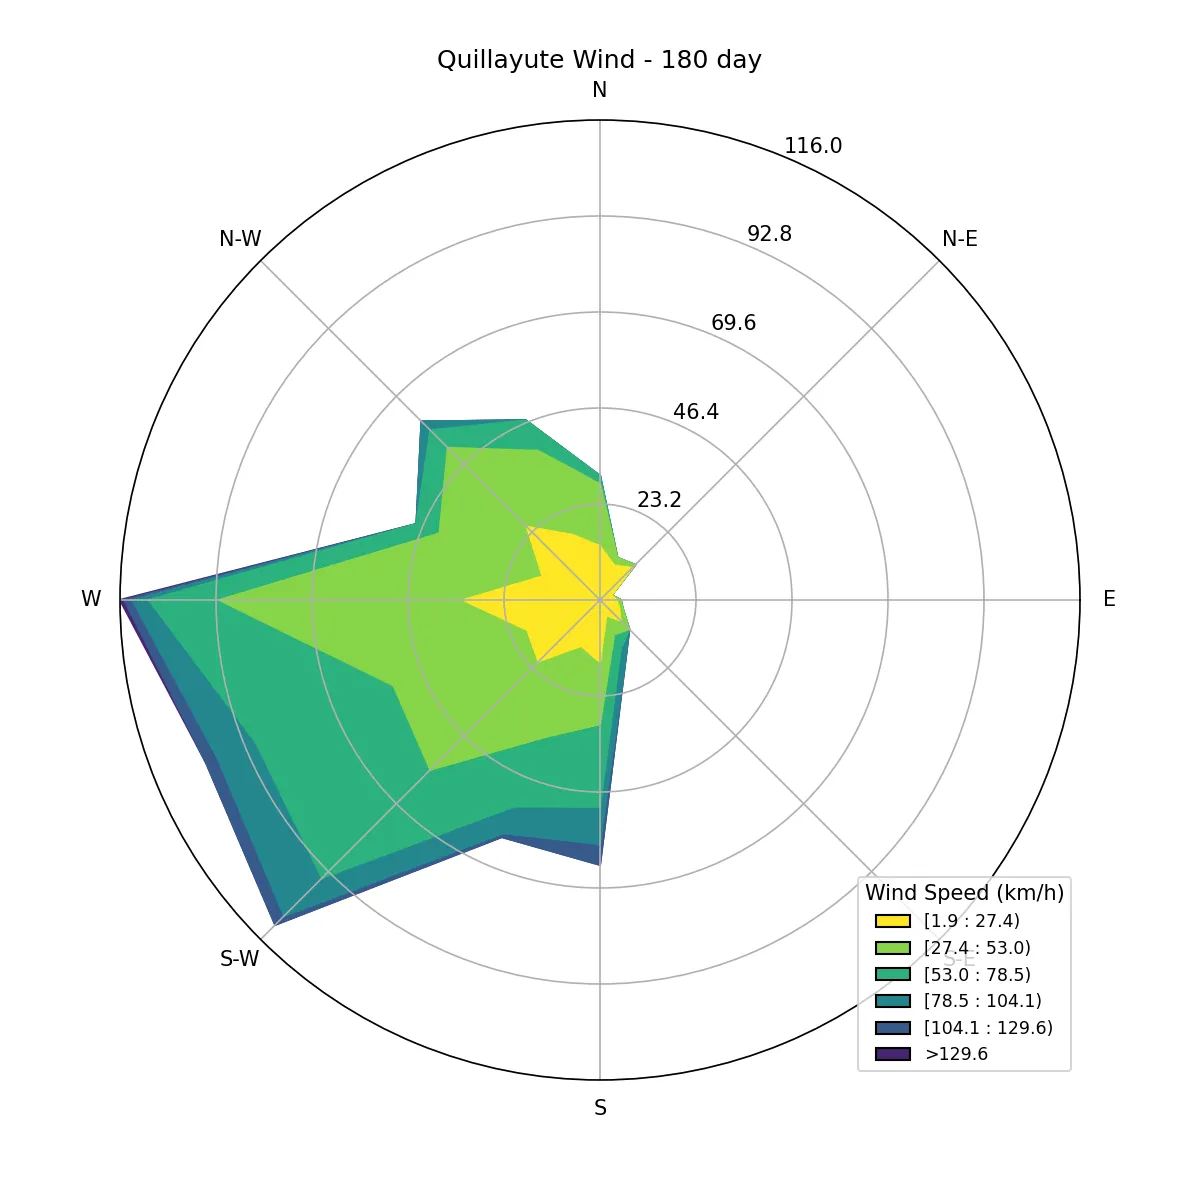 Quillayute Wind - 180 day
N
116.0
92.8
N-W
N-E
69.6
46.4
23.2
W
E
Wind Speed (km/h)
[1.9 : 27.4)
[27.4 : 53.0)
S-W
S-E
[53.0 : 78.5)
[78.5 : 104.1)
[104.1 : 129.6)
>129.6
S